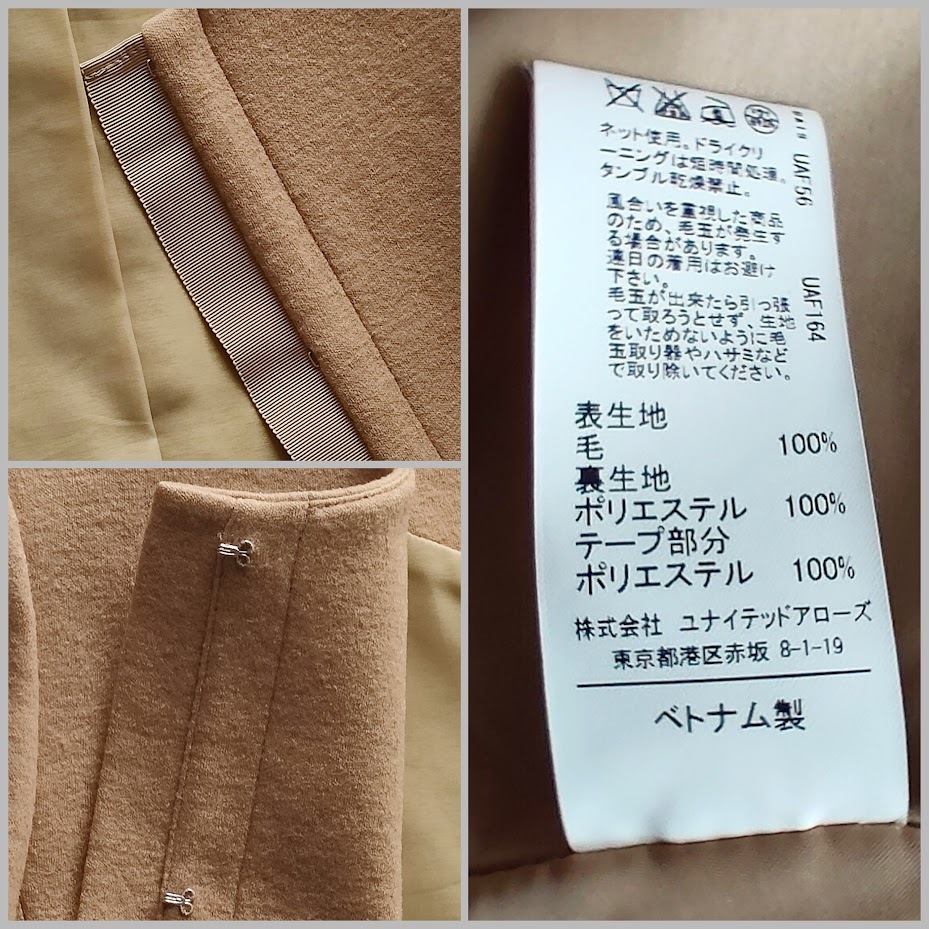 ネット使用。ドライクリ
ーニングは短時間処理。
タンブル乾燥禁止。
風合いを重視した商品
のため、毛玉が発生す
る場合があります。
連日の着用はお避け
下さい。
毛玉が出来たら引っ張
って取ろうとせず、生地
をいためないように毛
玉取り器やハサミなど
で取り除いてください。
表生地
毛 100%
裏生地
ポリエステル 100%
テープ部分
ポリエステル 100%
株式会社 ユナイテッドアローズ
東京都港区赤坂 8-1-19
ベトナム製
UAF56
UAF164